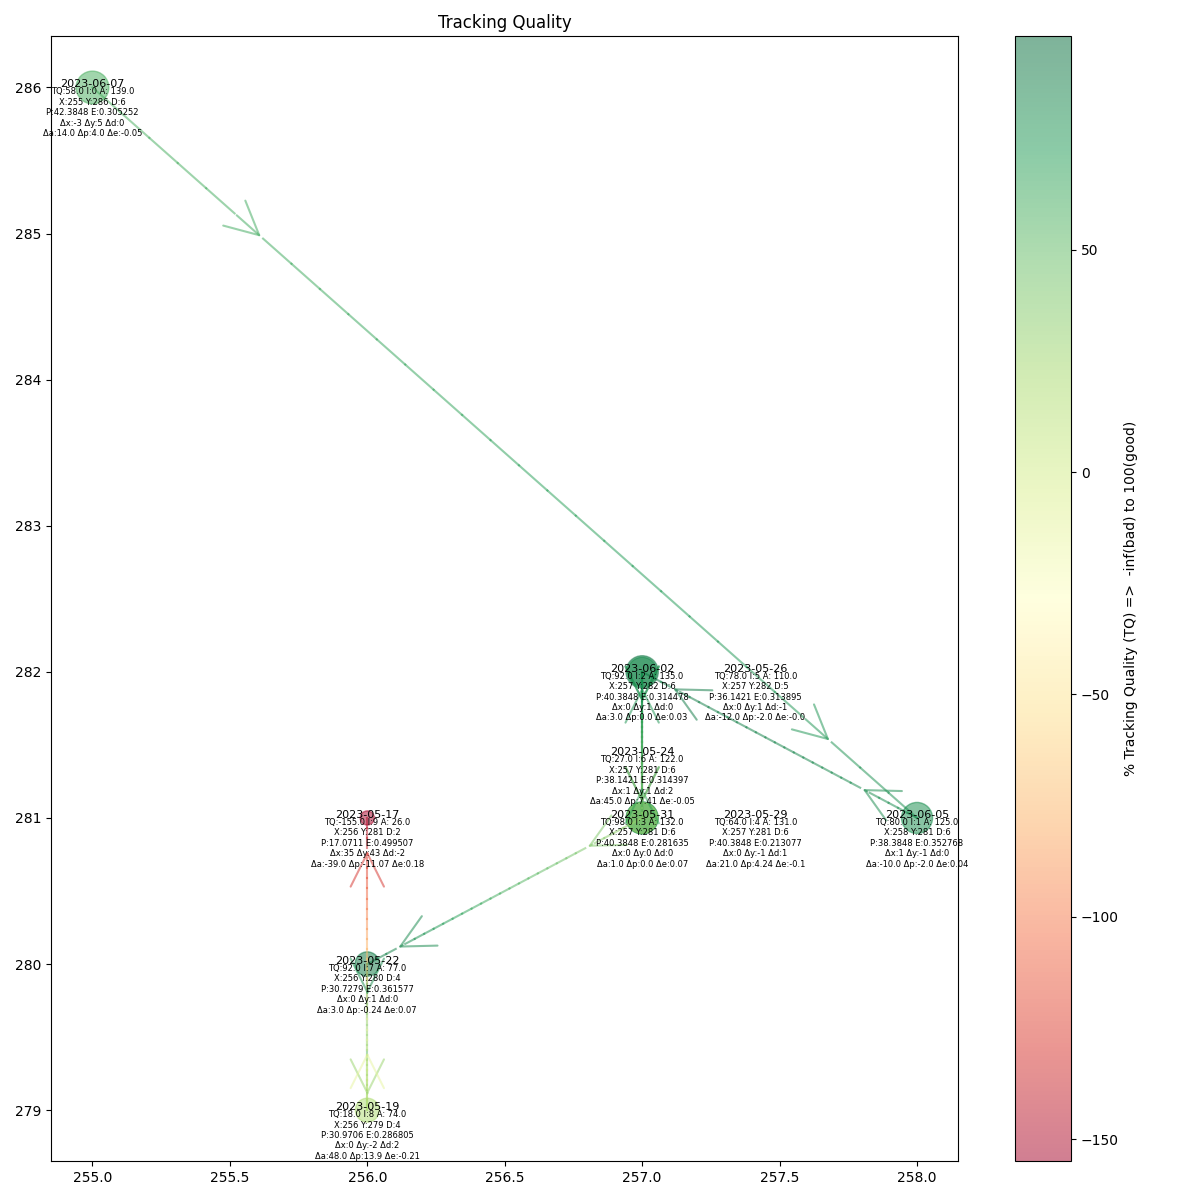 Tracking Quality
286
285
284
283
282
281
280
279
255.0
255.5
256.0
256.5
257.0
257.5
258.0
2023-06-07
TQ:58.0 I:0 A: 139.0
X:255 Y:286 D:6
P:42.3848 E:0.305252
Δx:-3 Δy:5 Δd:0
Δa:14.0 Δp:4.0 Δe:-0.05
2023-06-02
TQ:92.0 I:2 A: 135.0
X:257 Y:282 D:6
P:40.3848 E:0.314478
Δx:0 Δy:1 Δd:0
Δa:3.0 Δp:0.0 Δe:0.03
2023-05-26
TQ:78.0 I:5 A: 110.0
X:257 Y:282 D:5
P:36.1421 E:0.313895
Δx:0 Δy:1 Δd:-1
Δa:-12.0 Δp:-2.0 Δe:-0.0
2023-05-24
TQ:27.0 I:6 A: 122.0
X:257 Y:281 D:6
P:38.1421 E:0.314397
Δx:1 Δy:1 Δd:2
Δa:45.0 Δp:7.41 Δe:-0.05
2023-05-31
TQ:98.0 I:3 A: 132.0
X:257 Y:281 D:6
P:40.3848 E:0.281635
Δx:0 Δy:0 Δd:0
Δa:1.0 Δp:0.0 Δe:0.07
2023-05-29
TQ:64.0 I:4 A: 131.0
X:257 Y:281 D:6
P:40.3848 E:0.213077
Δx:0 Δy:-1 Δd:1
Δa:21.0 Δp:4.24 Δe:-0.1
2023-06-05
TQ:80.0 I:1 A: 125.0
X:258 Y:281 D:6
P:38.3848 E:0.352768
Δx:1 Δy:-1 Δd:0
Δa:-10.0 Δp:-2.0 Δe:0.04
2023-05-17
TQ:-155.0 I:9 A: 26.0
X:256 Y:281 D:2
P:17.0711 E:0.499507
Δx:35 Δy:43 Δd:-2
Δa:-39.0 Δp:-11.07 Δe:0.18
2023-05-22
TQ:92.0 I:7 A: 77.0
X:256 Y:280 D:4
P:30.7279 E:0.361577
Δx:0 Δy:1 Δd:0
Δa:3.0 Δp:-0.24 Δe:0.07
2023-05-19
TQ:18.0 I:8 A: 74.0
X:256 Y:279 D:4
P:30.9706 E:0.286805
Δx:0 Δy:-2 Δd:2
Δa:48.0 Δp:13.9 Δe:-0.21
50
0
−50
−100
−150
% Tracking Quality (TQ) =>  -inf(bad) to 100(good)